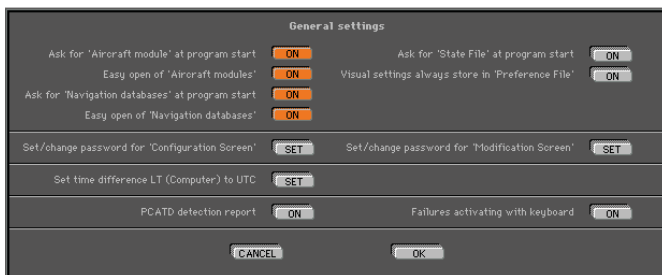 General settings
Ask for 'Aircraft module' at program start ON Ask for 'State File' at program start ON
Easy open of 'Aircraft modules' ON Visual settings always store in 'Preference File' ON
Ask for 'Navigation databases' at program start ON
Easy open of 'Navigation databases' ON
Set/change password for 'Configuration Screen' SET Set/change password for 'Modification Screen' SET
Set time difference LT (Computer) to UTC SET
PCATD detection report ON Failures activating with keyboard ON
CANCEL OK